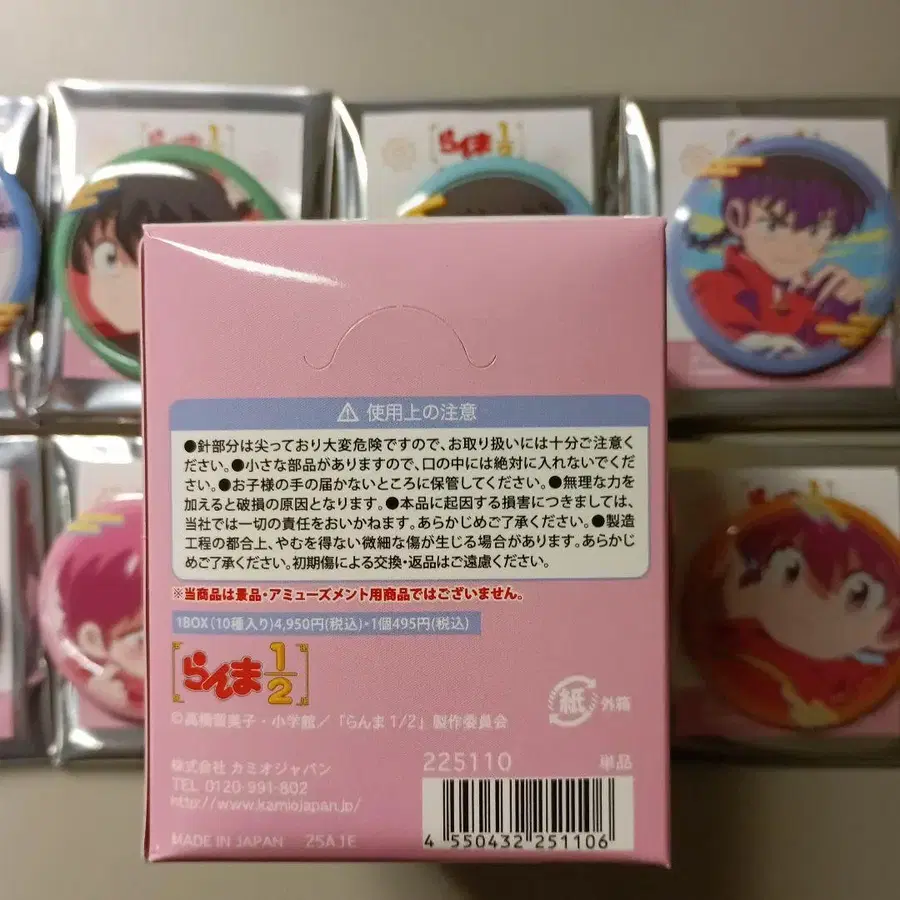 らんま1/2
らんま1/2
使用上の注意
●針部分は尖っており大変危険ですので、お取り扱いには十分ご注意く
ださい。●小さな部品がありますので、口の中には絶対に入れないでくだ
さい。●お子様の手の届かないところに保管してください。●無理な力を
加えると破損の原因となります。●本品に起因する損害につきましては、
当社では一切の責任をおいかねます。あらかじめご了承ください。●製造
工程の都合上、やむを得ない微細な傷が生じる場合があります。あらかじ
めご了承ください。初期傷による交換・返品はご遠慮ください。
※当商品は景品・アミューズメント用商品ではございません。
1BOX(10種入り)4,950円(税込)・1個495円(税込)
らんま1/2
©高橋留美子・小学館/「らんま1/2」製作委員会
紙 外箱
株式会社 カミオジャパン
TEL 0120-991-802
http://www.kamiojapan.jp/
MADE IN JAPAN 25A1E
225110 単品
4 550432 251106